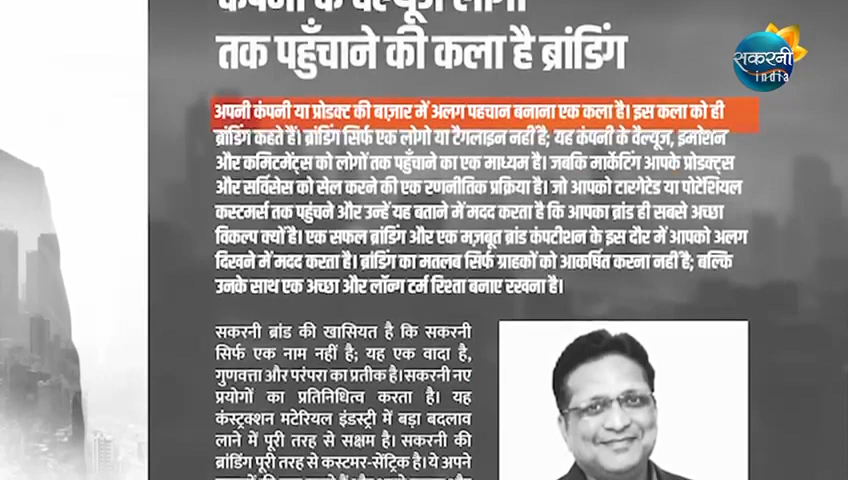 कंपनी के वैल्यूज लोगों
तक पहुँचाने की कला है ब्रांडिंग
सकरनी
india
अपनी कंपनी या प्रोडक्ट की बाज़ार में अलग पहचान बनाना एक कला है। इस कला को ही
ब्रांडिंग कहते हैं। ब्रांडिंग सिर्फ एक लोगो या टैगलाइन नहीं है; यह कंपनी के वैल्यूज, इमोशन
और कमिटमेंट्स को लोगों तक पहुँचाने का एक माध्यम है। जबकि मार्केटिंग आपके प्रोडक्ट्स
और सर्विसेस को सेल करने की एक रणनीतिक प्रक्रिया है। जो आपको टारगेटेड या पोटेंशियल
कस्टमर्स तक पहुंचने और उन्हें यह बताने में मदद करता है कि आपका ब्रांड ही सबसे अच्छा
विकल्प क्यों है। एक सफल ब्रांडिंग और एक मज़बूत ब्रांड कंपटीशन के इस दौर में आपको अलग
दिखने में मदद करता है। ब्रांडिंग का मतलब सिर्फ ग्राहकों को आकर्षित करना नहीं है; बल्कि
उनके साथ एक अच्छा और लॉन्ग टर्म रिश्ता बनाए रखना है।
सकरनी ब्रांड की खासियत है कि सकरनी
सिर्फ एक नाम नहीं है; यह एक वादा है,
गुणवत्ता और परंपरा का प्रतीक है।सकरनी नए
प्रयोगों का प्रतिनिधित्व करता है। यह
कंस्ट्रक्शन मटेरियल इंडस्ट्री में बड़ा बदलाव
लाने में पूरी तरह से सक्षम है। सकरनी की
ब्रांडिंग पूरी तरह से कस्टमर-सेंट्रिक है।ये अपने